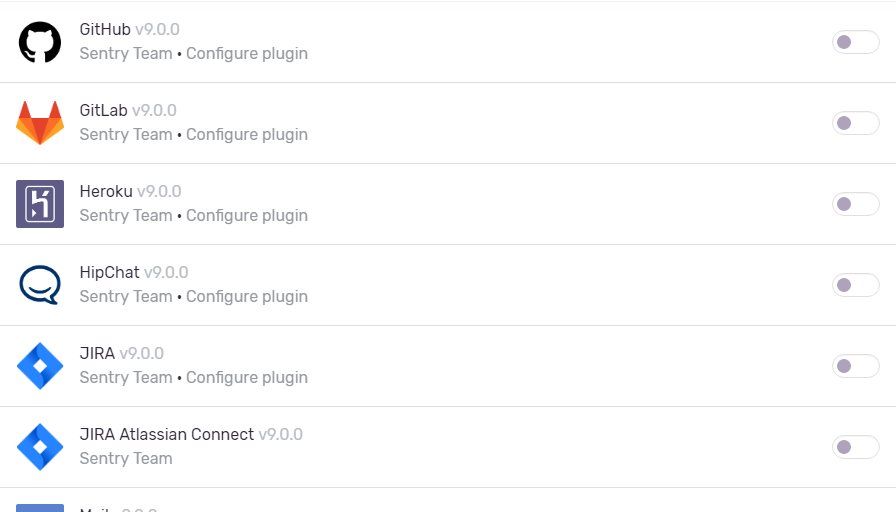 GitHub v9.0.0
Sentry Team • Configure plugin
GitLab v9.0.0
Sentry Team • Configure plugin
Heroku v9.0.0
Sentry Team • Configure plugin
HipChat v9.0.0
Sentry Team • Configure plugin
JIRA v9.0.0
Sentry Team • Configure plugin
JIRA Atlassian Connect v9.0.0
Sentry Team